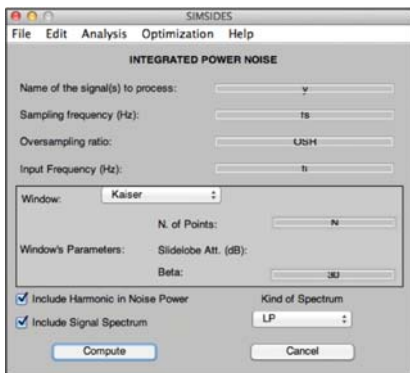 SIMSIDES
File Edit Analysis Optimization Help
INTEGRATED POWER NOISE
Name of the signal(s) to process: y
Sampling frequency (Hz): fs
Oversampling ratio: OSR
Input Frequency (Hz): fi
Window: Kaiser
N. of Points: N
Window's Parameters: Slidelobe Att. (dB):
Beta: 30
Include Harmonic in Noise Power Kind of Spectrum
Include Signal Spectrum LP
Compute Cancel